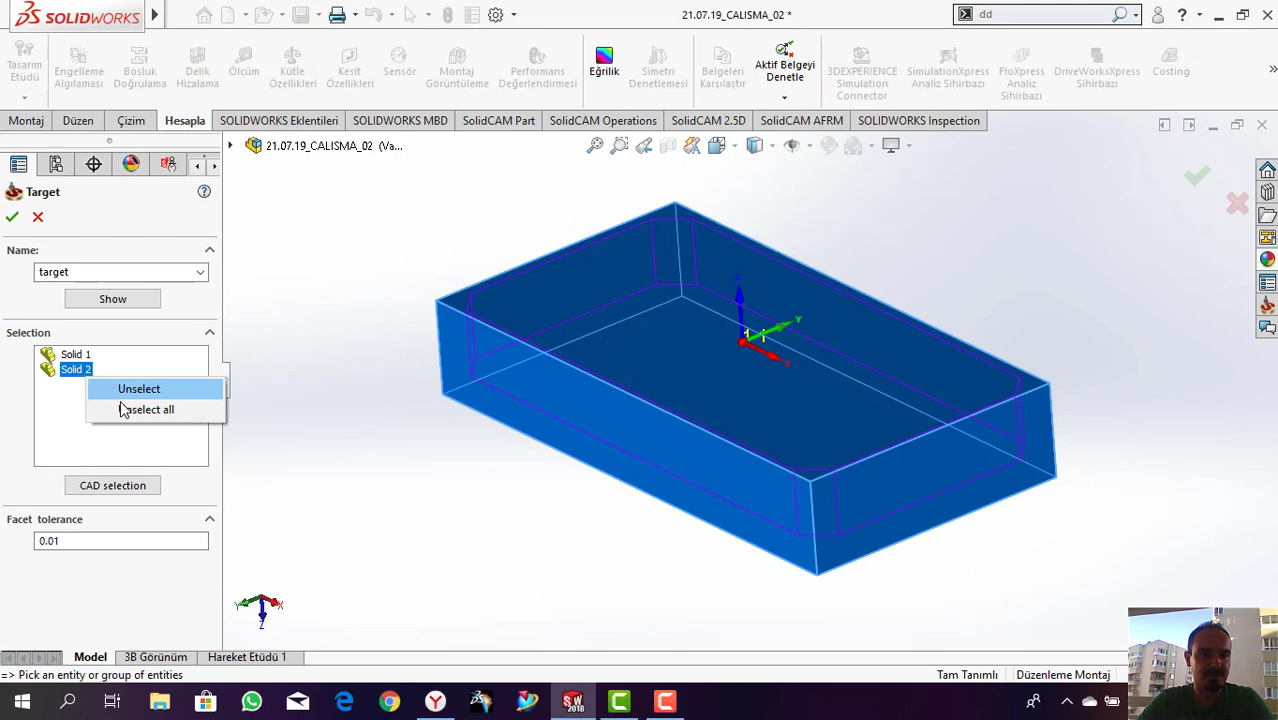 SOLIDWORKS
21.07.19_CALISMA_02 *
dd
Tasarım Etüdü
Engelleme Algılaması
Boşluk Doğrulama
Delik Hizalama
Ölçüm
Kütle Özellikleri
Kesit Özellikleri
Sensör
Montaj Görüntüleme
Performans Değerlendirmesi
Eğrilik
Simetri Denetlemesi
Belgeleri Karşılaştır
Aktif Belgeyi Denetle
3DEXPERIENCE Simulation Connector
SimulationXpress Analiz Sihirbazı
FloXpress Analiz Sihirbazı
DriveWorksXpress Sihirbazı
Costing
Montaj
Düzen
Çizim
Hesapla
SOLIDWORKS Eklentileri
SOLIDWORKS MBD
SolidCAM Part
SolidCAM Operations
SolidCAM 2.5D
SolidCAM AFRM
SOLIDWORKS Inspection
21.07.19_CALISMA_02 (Va...
Target
Name:
target
Show
Selection
Solid 1
Solid 2
Unselect
Unselect all
CAD selection
Facet tolerance
0.01
Y
X
Y
X
Z
Model
3B Görünüm
Hareket Etüdü 1
=> Pick an entity or group of entities
Tam Tanımlı
Düzenleme Montaj
SW
2018